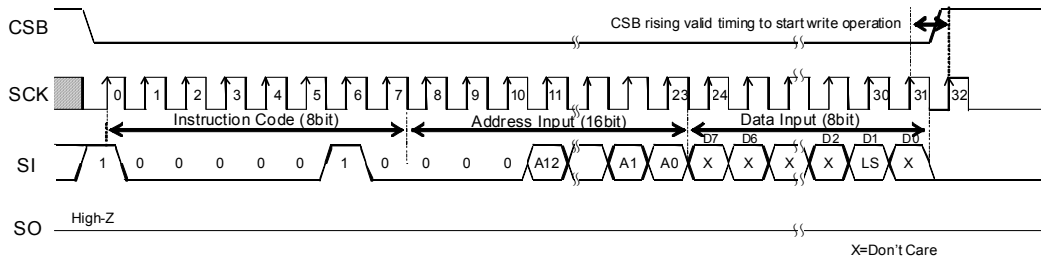 CSB
CSB rising valid timing to start write operation
SCK
0 1 2 3 4 5 6 7 8 9 10 11 23 24 30 31 32
Instruction Code (8bit) Address Input (16bit) Data Input (8bit)
D7 D6 D2 D1 D0
SI
1 0 0 0 0 0 1 0 0 0 0 A12 A1 A0 X X X X LS X
High-Z
SO
X=Don't Care